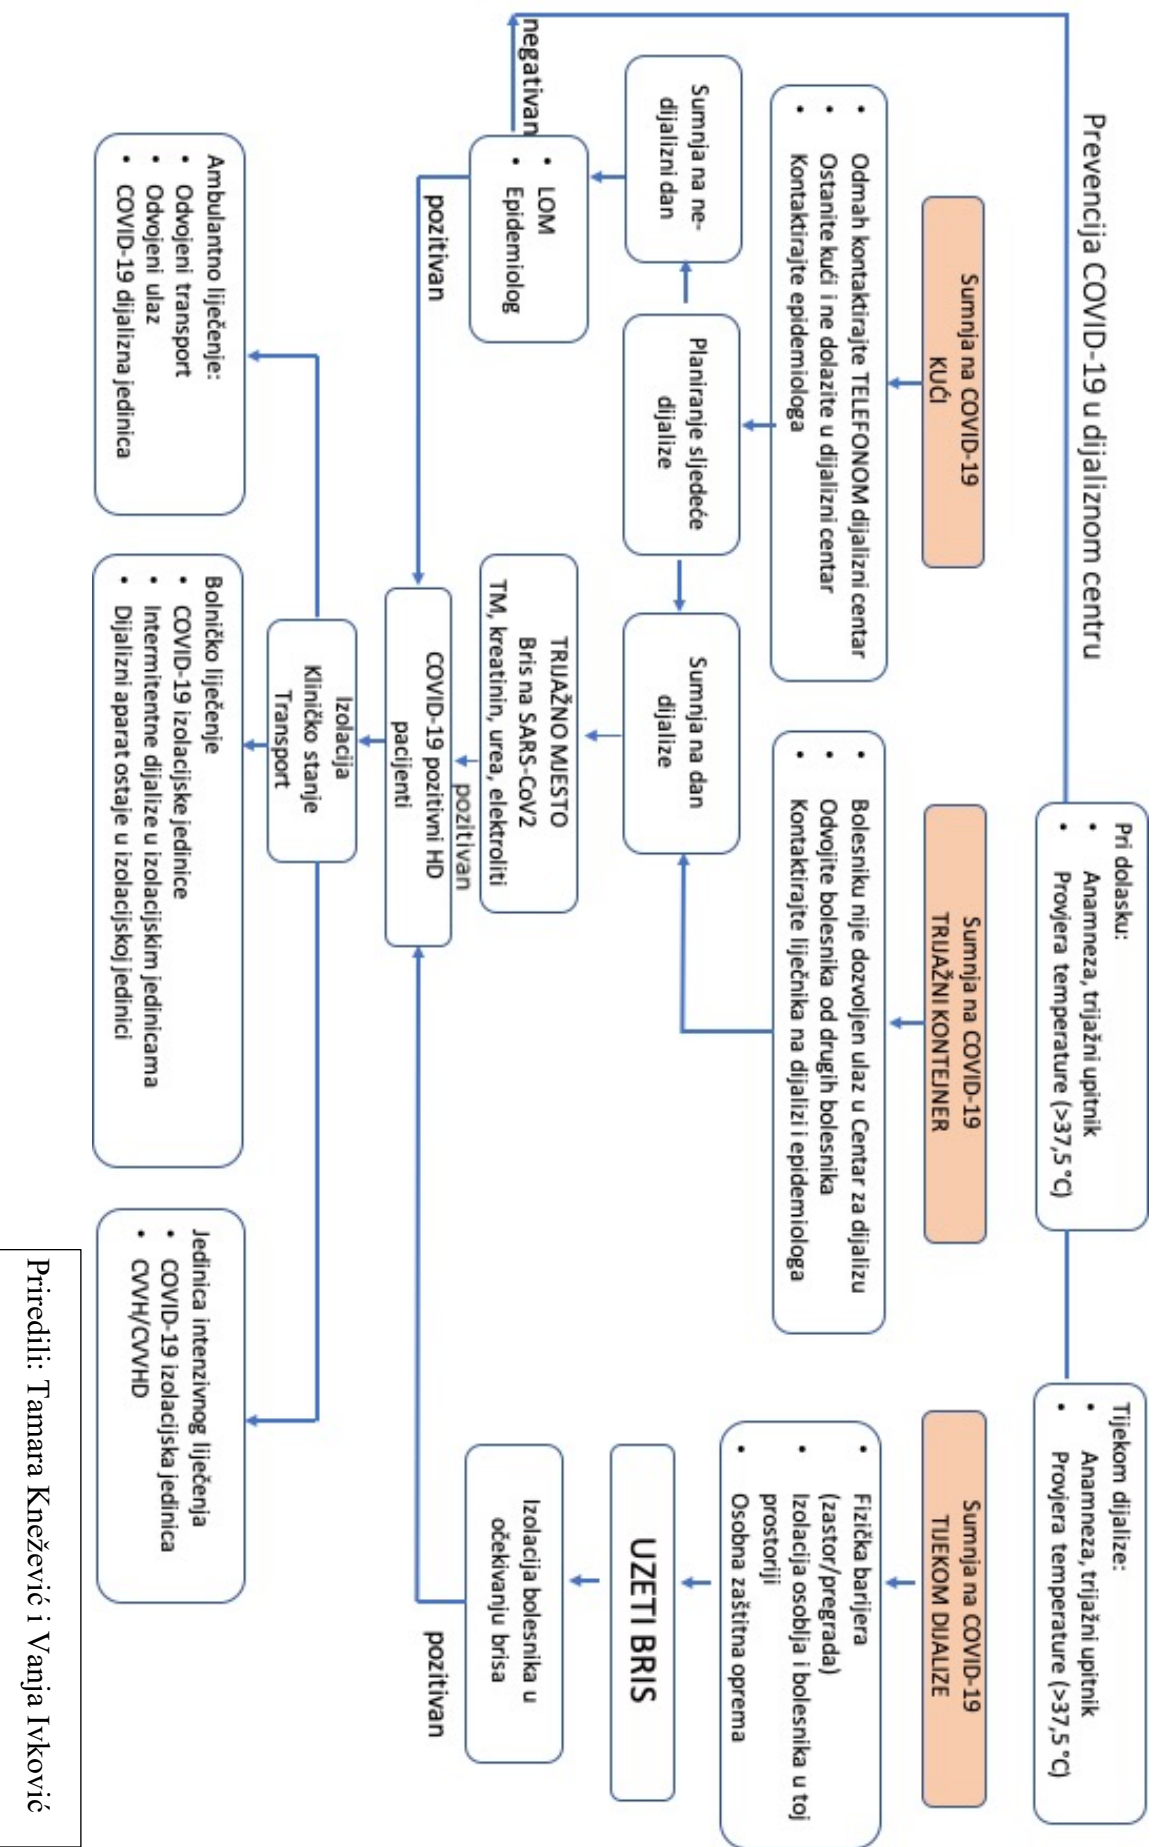 Prevencija COVID-19 u dijaliznom centru
Pri dolasku:
• Anamneza, trijažni upitnik
• Provjera temperature (>37,5 °C)
Tijekom dijalize:
• Anamneza, trijažni upitnik
• Provjera temperature (>37,5 °C)
Sumnja na COVID-19
KUĆI
Sumnja na COVID-19
TRIJAŽNI KONTEJNER
Sumnja na COVID-19
TIJEKOM DIJALIZE
• Odmah kontaktirajte TELEFONOM dijalizni centar
• Ostanite kući i ne dolazite u dijalizni centar
• Kontaktirajte epidemiologa
• Bolesniku nije dozvoljen ulaz u Centar za dijalizu
• Odvojite bolesnika od drugih bolesnika
• Kontaktirajte liječnika na dijalizi i epidemiologa
• Fizička barijera
(zastor/pregrada)
• Izolacija osoblja i bolesnika u toj
prostoriji
• Osobna zaštitna oprema
Sumnja na ne-
dijalizni dan
Planiranje sljedeće
dijalize
Sumnja na dan
dijalize
UZETI BRIS
negativan
• LOM
• Epidemiolog
TRIJAŽNO MJESTO
Bris na SARS-CoV2
TM, kreatinin, urea, elektroliti
Izolacija bolesnika u
očekivanju brisa
pozitivan
pozitivan
pozitivan
COVID-19 pozitivni HD
pacijenti
Izolacija
Kliničko stanje
Transport
Ambulantno liječenje:
• Odvojeni transport
• Odvojeni ulaz
• COVID-19 dijalizna jedinica
Bolničko liječenje
• COVID-19 izolacijske jedinice
• Intermitentne dijalize u izolacijskim jedinicama
• Dijalizni aparat ostaje u izolacijskoj jedinici
Jedinica intenzivnog liječenja
• COVID-19 izolacijska jedinica
• CVVH/CVVHD
Priredili: Tamara Knežević i Vanja Ivković